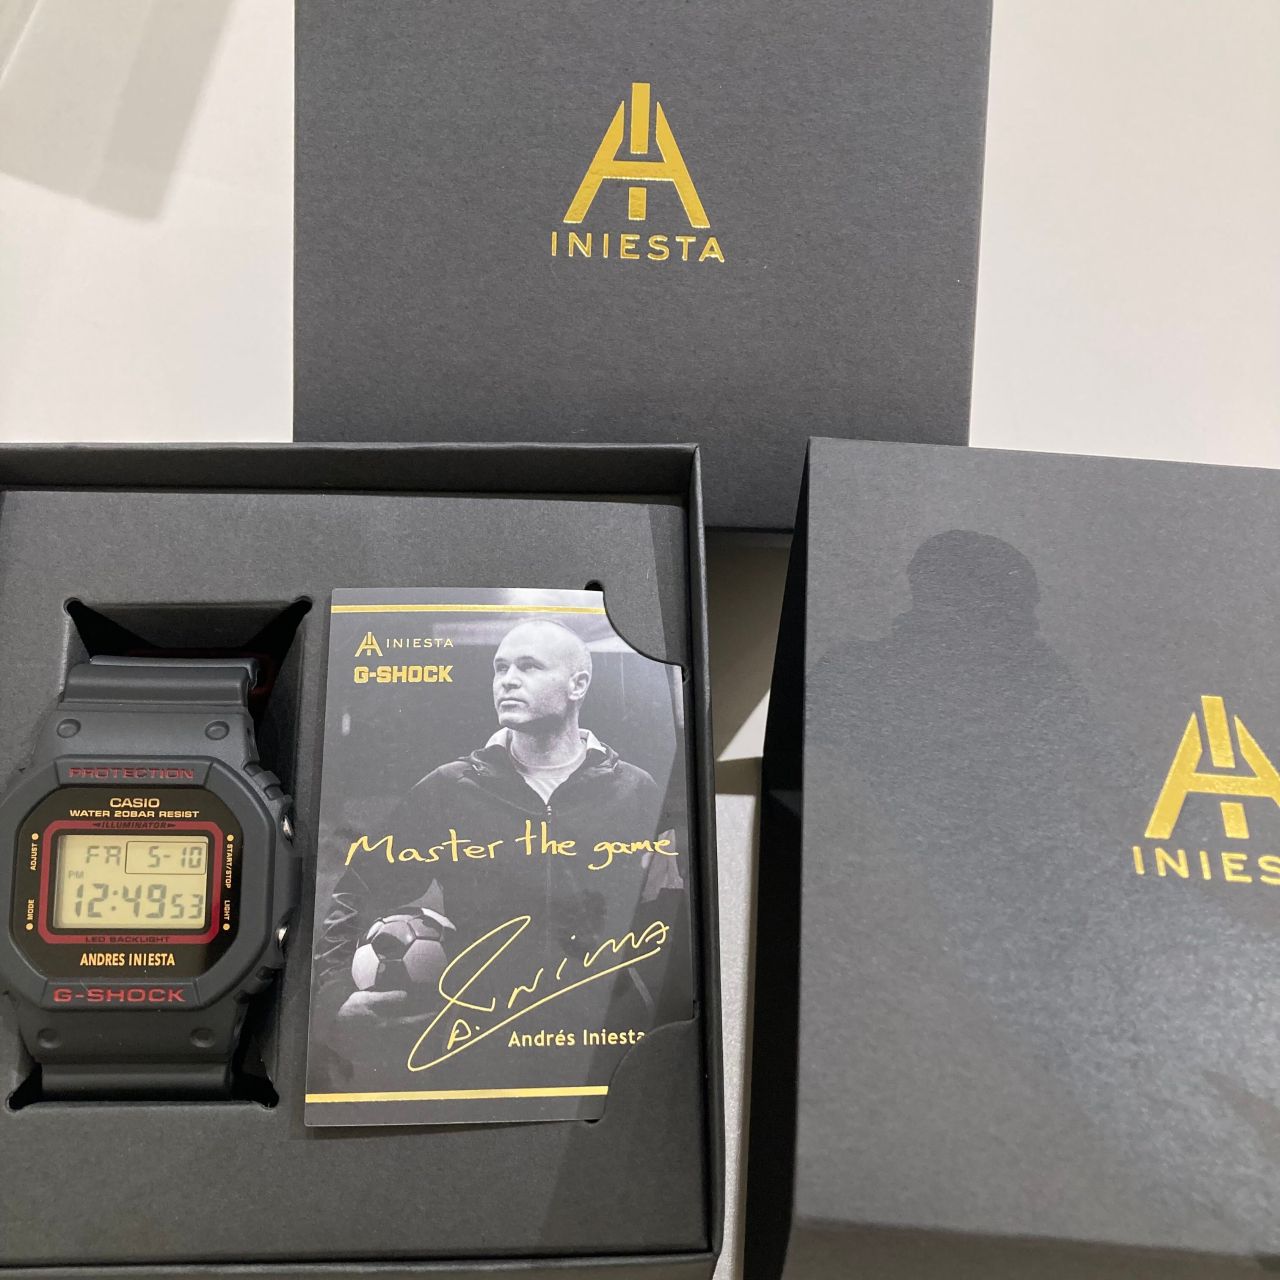 INIESTA
INIESTA
G-SHOCK
Master the game
A. INIESTA
Andrés Iniesta
PROTECTION
CASIO
WATER 20BAR RESIST
ILLUMINATOR
ADJUST
START/STOP
MODE
LIGHT
FR 5-10
PM
12:49 53
LED BACKLIGHT
ANDRES INIESTA
G-SHOCK
INIES